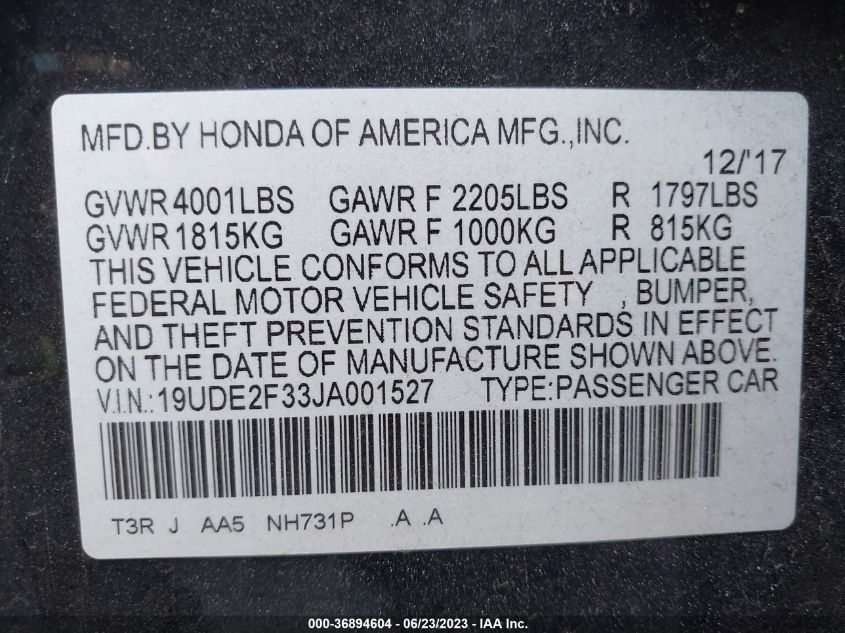 MFD.BY HONDA OF AMERICA MFG.,INC.
12/'17
GVWR 4001LBS GAWR F 2205LBS R 1797LBS
GVWR 1815KG GAWR F 1000KG R 815KG
THIS VEHICLE CONFORMS TO ALL APPLICABLE
FEDERAL MOTOR VEHICLE SAFETY , BUMPER,
AND THEFT PREVENTION STANDARDS IN EFFECT
ON THE DATE OF MANUFACTURE SHOWN ABOVE.
V.I.N.: 19UDE2F33JA001527 TYPE:PASSENGER CAR
T3R J AA5 NH731P .A .A
000-36894604 - 06/23/2023 - IAA Inc.